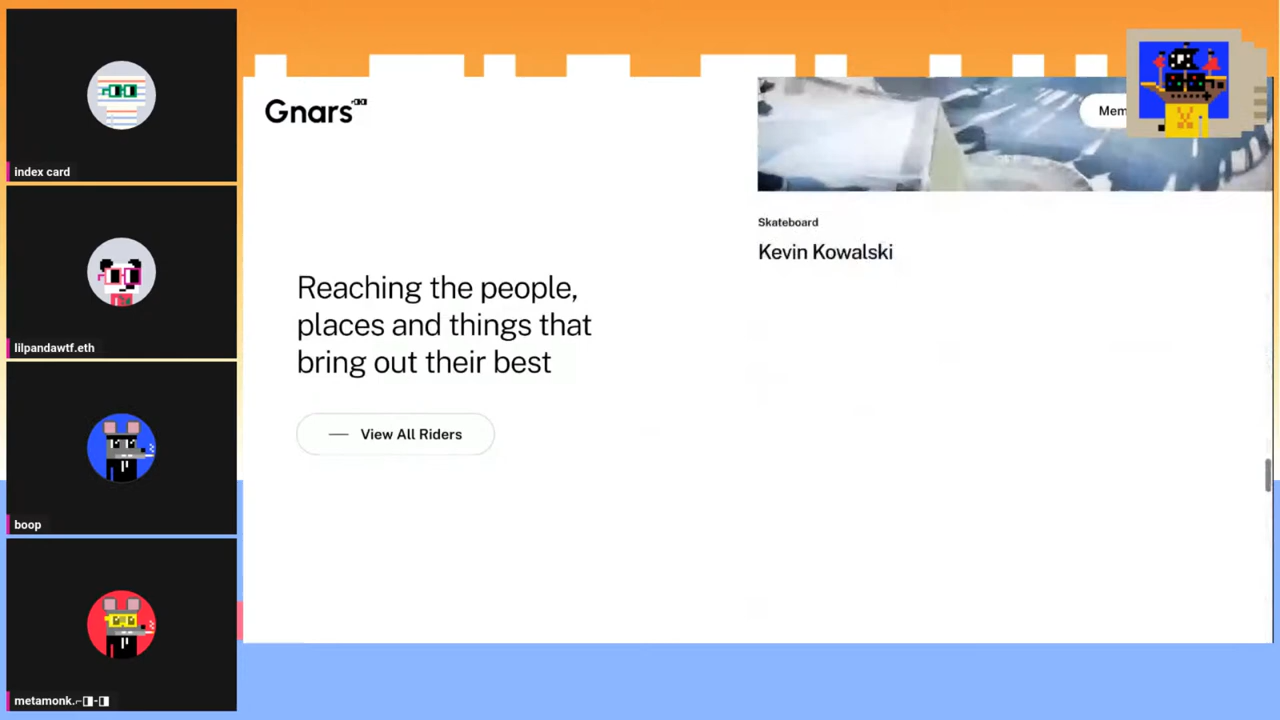 index card
lilpandawtf.eth
boop
metamonk.⌐◨-◨
Gnars
Mem
Skateboard
Kevin Kowalski
Reaching the people,
places and things that
bring out their best
View All Riders